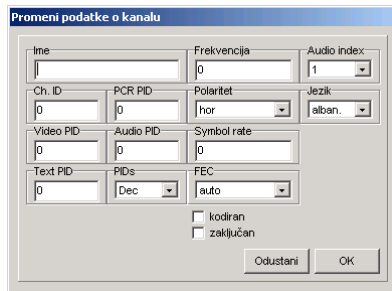 Promeni podatke o kanalu
Ime Frekvencija Audio index
0 1
Ch. ID PCR PID Polaritet Jezik
0 0 hor alban.
Video PID Audio PID Symbol rate
0 0 0
Text PID PIDs FEC
0 Dec auto
kodiran
zaključan
Odustani OK